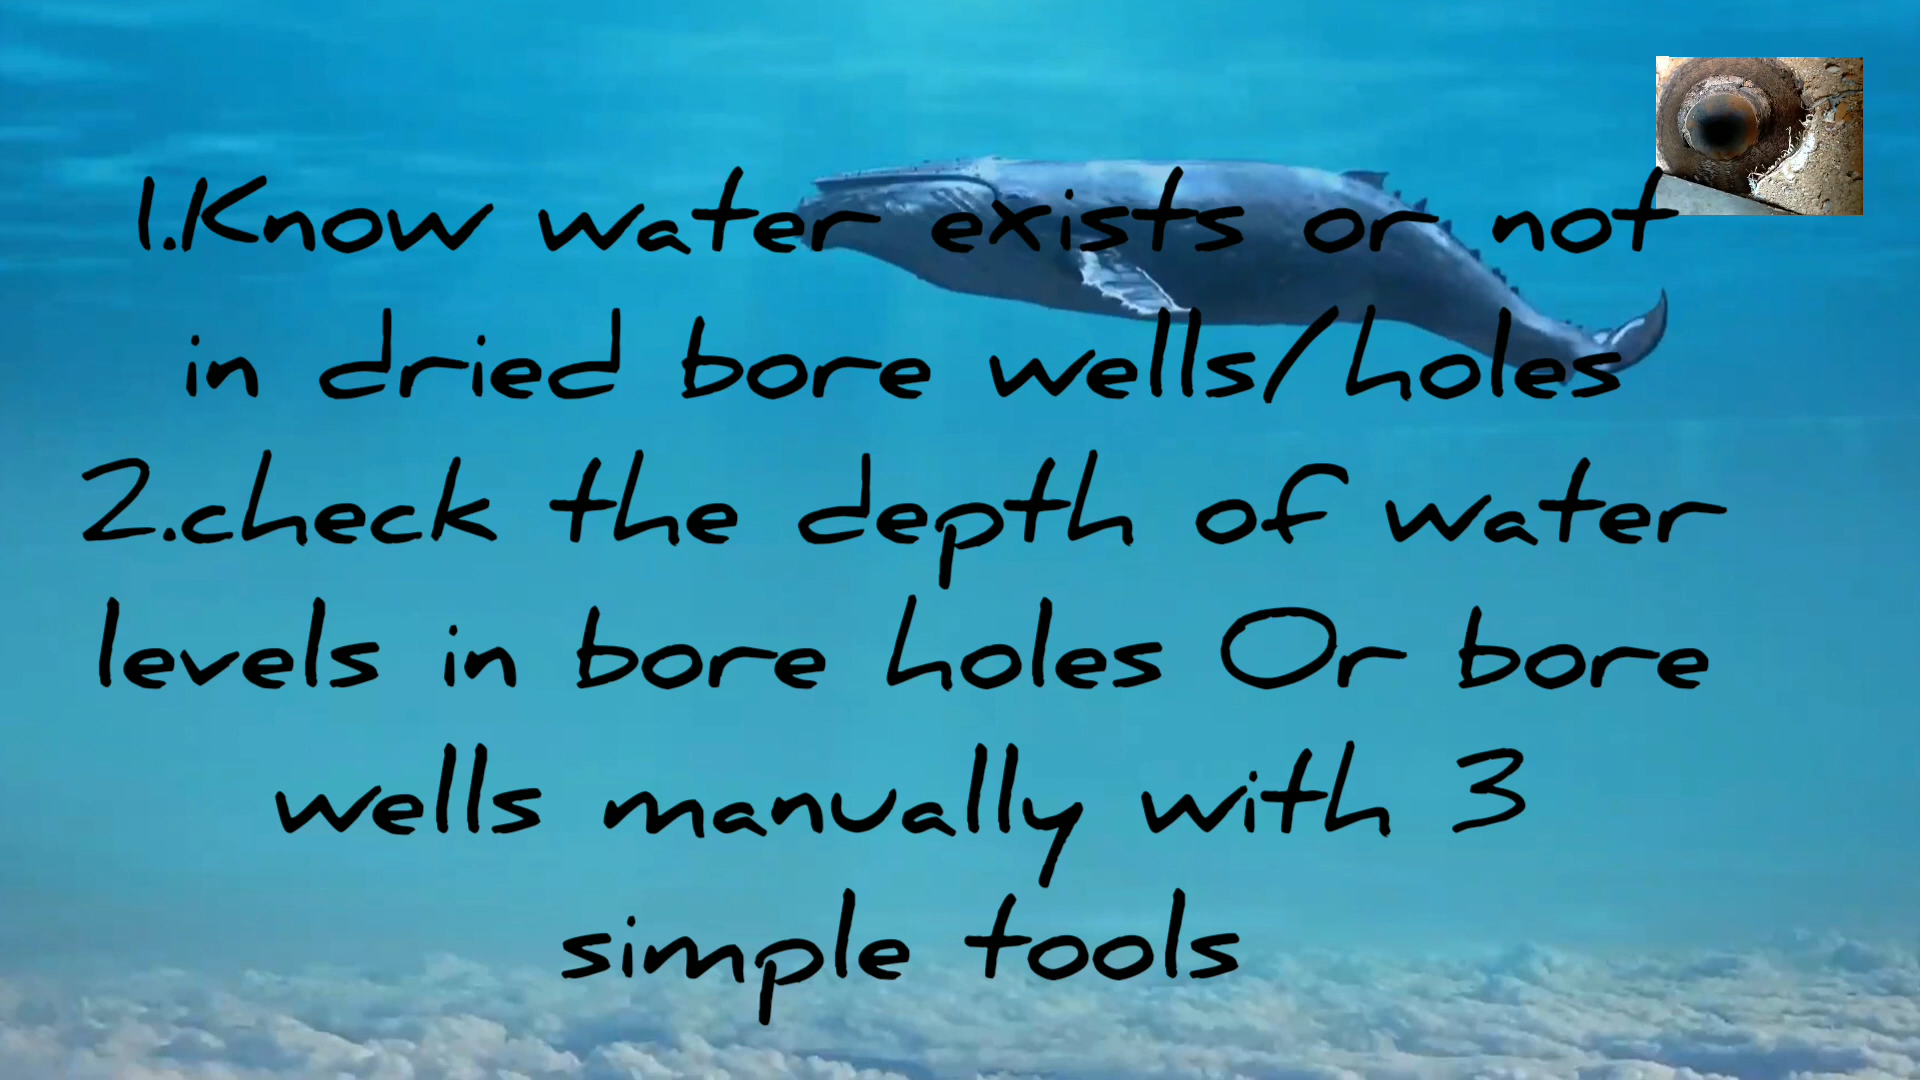 1.Know water exists or not
in dried bore wells/holes
2.check the depth of water
levels in bore holes Or bore
wells manually with 3
simple tools